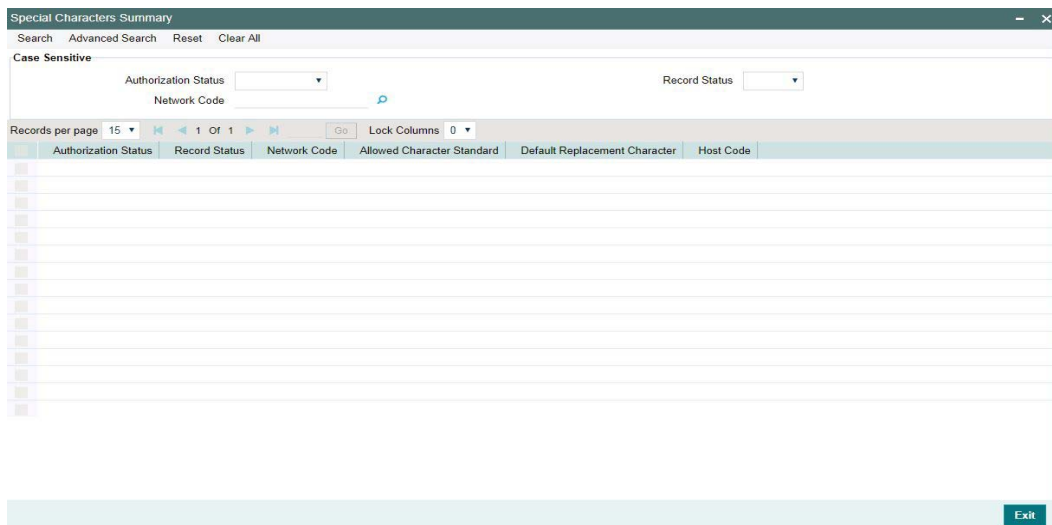 Special Characters Summary
Search Advanced Search Reset Clear All
Case Sensitive
Authorization Status Record Status
Network Code
Records per page 15 1 Of 1 Go Lock Columns 0
Authorization Status Record Status Network Code Allowed Character Standard Default Replacement Character Host Code
Exit